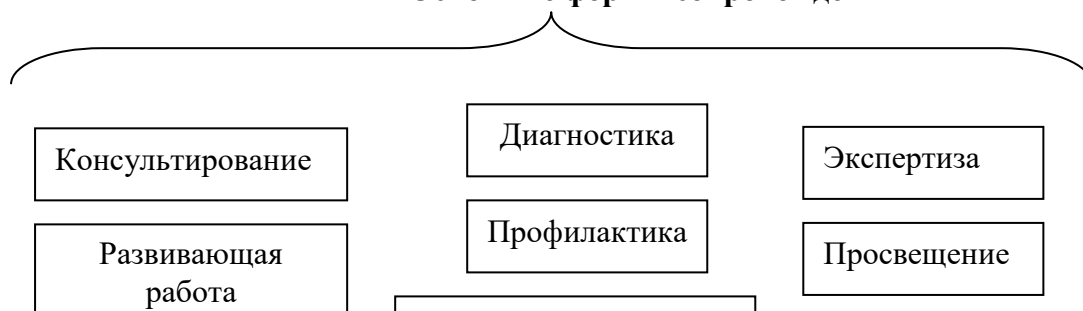 Диагностика
Консультирование
Экспертиза
Профилактика
Развивающая
работа
Просвещение